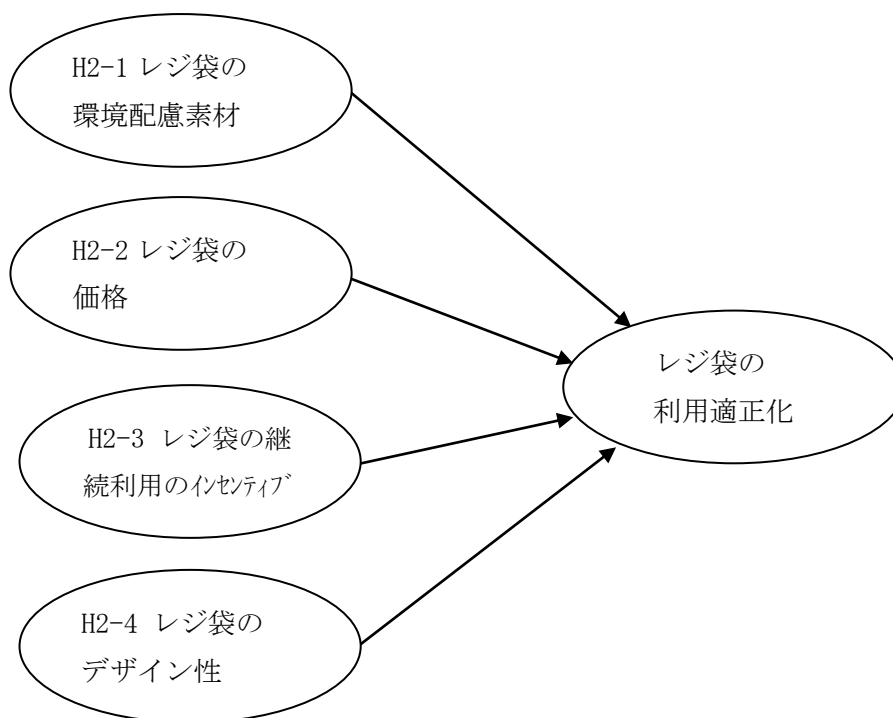 H2-1 レジ袋の
環境配慮素材
H2-2 レジ袋の
価格
H2-3 レジ袋の継
続利用のｲﾝｾﾝﾃｨﾌﾞ
H2-4 レジ袋の
デザイン性
レジ袋の
利用適正化